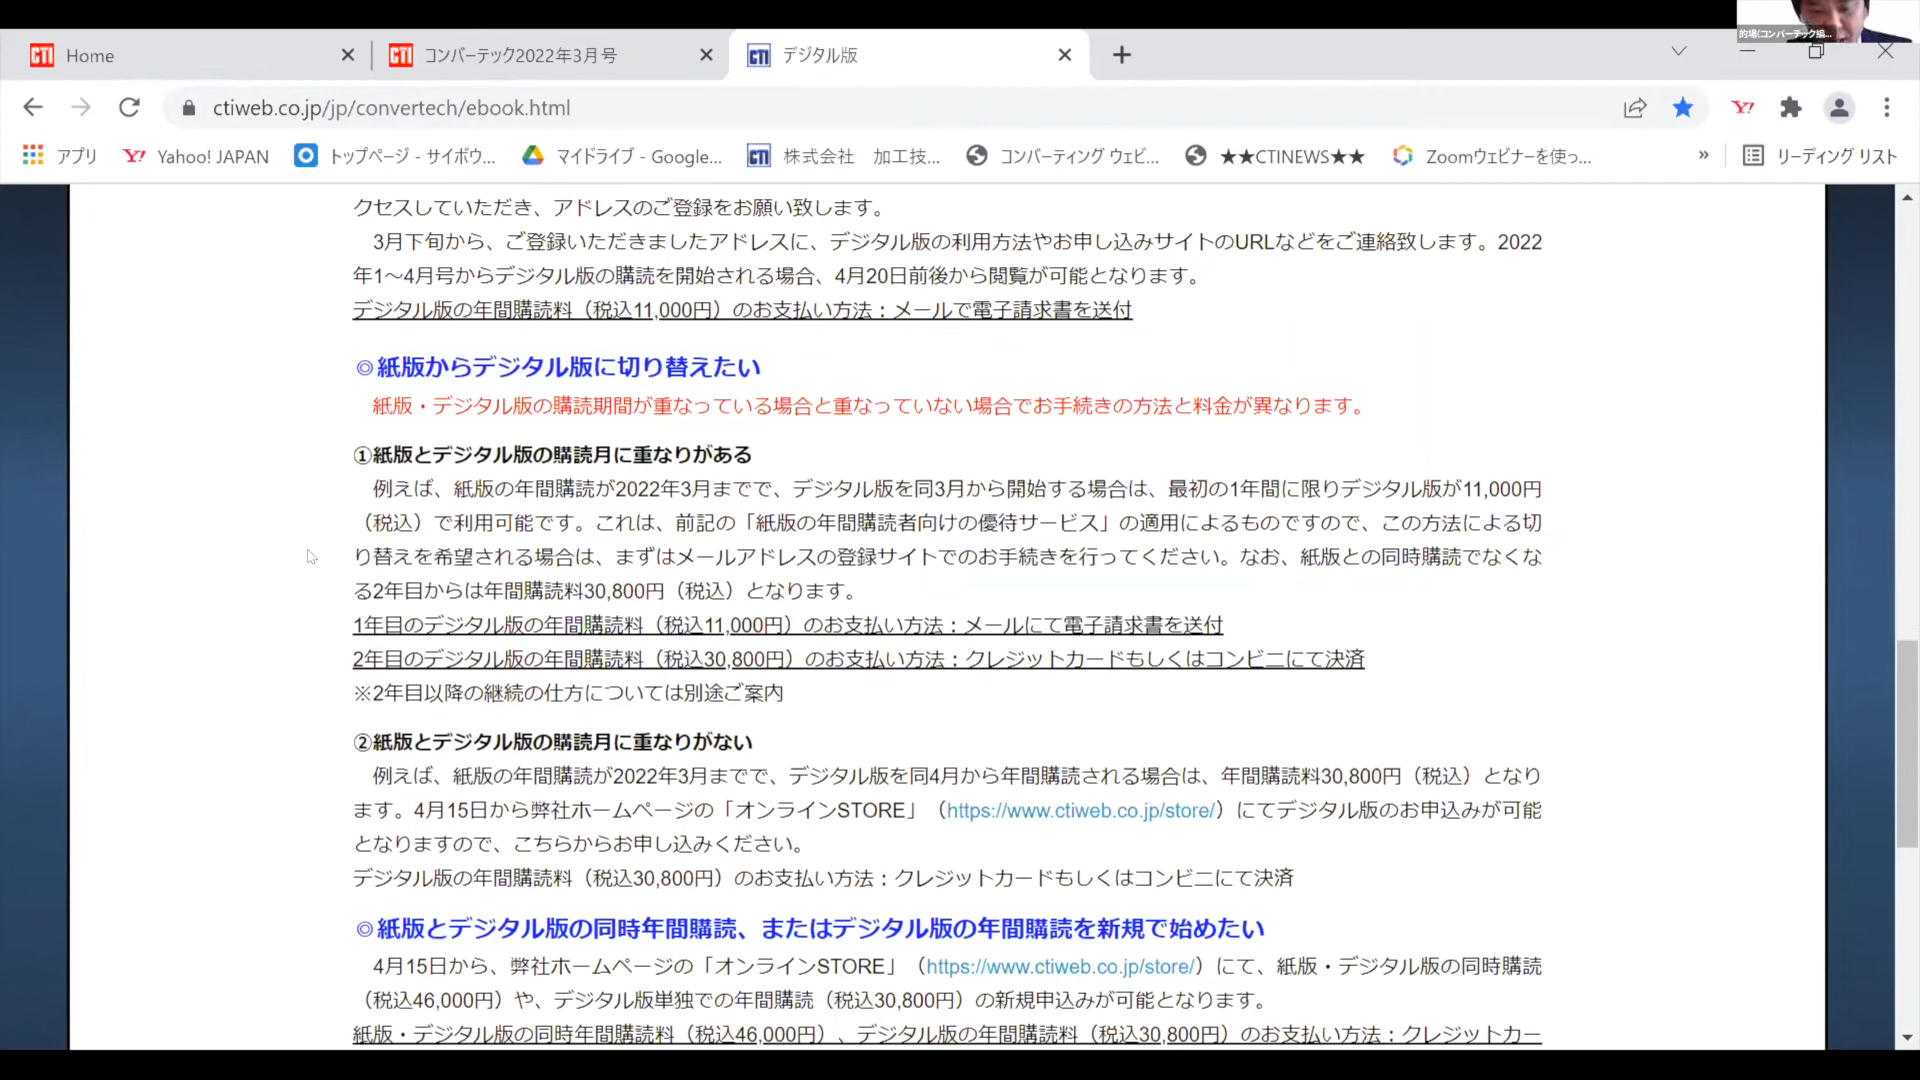 的場(コンバーテック編...
CTI Home
CTI コンバーテック2022年3月号
CTI デジタル版
ctiweb.co.jp/jp/convertech/ebook.html
アプリ Y! Yahoo! JAPAN トップページ - サイボウ... マイドライブ - Google... CTI 株式会社 加工技... コンバーティング ウェビ... ★★CTINEWS★★ Zoomウェビナーを使っ... » リーディング リスト
クセスしていただき、アドレスのご登録をお願い致します。
3月下旬から、ご登録いただきましたアドレスに、デジタル版の利用方法やお申し込みサイトのURLなどをご連絡致します。2022
年1～4月号からデジタル版の購読を開始される場合、4月20日前後から閲覧が可能となります。
デジタル版の年間購読料（税込11,000円）のお支払い方法：メールで電子請求書を送付
◎紙版からデジタル版に切り替えたい
紙版・デジタル版の購読期間が重なっている場合と重なっていない場合でお手続きの方法と料金が異なります。
①紙版とデジタル版の購読月に重なりがある
例えば、紙版の年間購読が2022年3月までで、デジタル版を同3月から開始する場合は、最初の1年間に限りデジタル版が11,000円
（税込）で利用可能です。これは、前記の「紙版の年間購読者向けの優待サービス」の適用によるものですので、この方法による切
り替えを希望される場合は、まずはメールアドレスの登録サイトでのお手続きを行ってください。なお、紙版との同時購読でなくな
る2年目からは年間購読料30,800円（税込）となります。
1年目のデジタル版の年間購読料（税込11,000円）のお支払い方法：メールにて電子請求書を送付
2年目のデジタル版の年間購読料（税込30,800円）のお支払い方法：クレジットカードもしくはコンビニにて決済
※2年目以降の継続の仕方については別途ご案内
②紙版とデジタル版の購読月に重なりがない
例えば、紙版の年間購読が2022年3月までで、デジタル版を同4月から年間購読される場合は、年間購読料30,800円（税込）となり
ます。4月15日から弊社ホームページの「オンラインSTORE」（https://www.ctiweb.co.jp/store/）にてデジタル版のお申込みが可能
となりますので、こちらからお申し込みください。
デジタル版の年間購読料（税込30,800円）のお支払い方法：クレジットカードもしくはコンビニにて決済
◎紙版とデジタル版の同時年間購読、またはデジタル版の年間購読を新規で始めたい
4月15日から、弊社ホームページの「オンラインSTORE」（https://www.ctiweb.co.jp/store/）にて、紙版・デジタル版の同時購読
（税込46,000円）や、デジタル版単独での年間購読（税込30,800円）の新規申込みが可能となります。
紙版・デジタル版の同時年間購読料（税込46,000円）、デジタル版の年間購読料（税込30,800円）のお支払い方法：クレジットカー